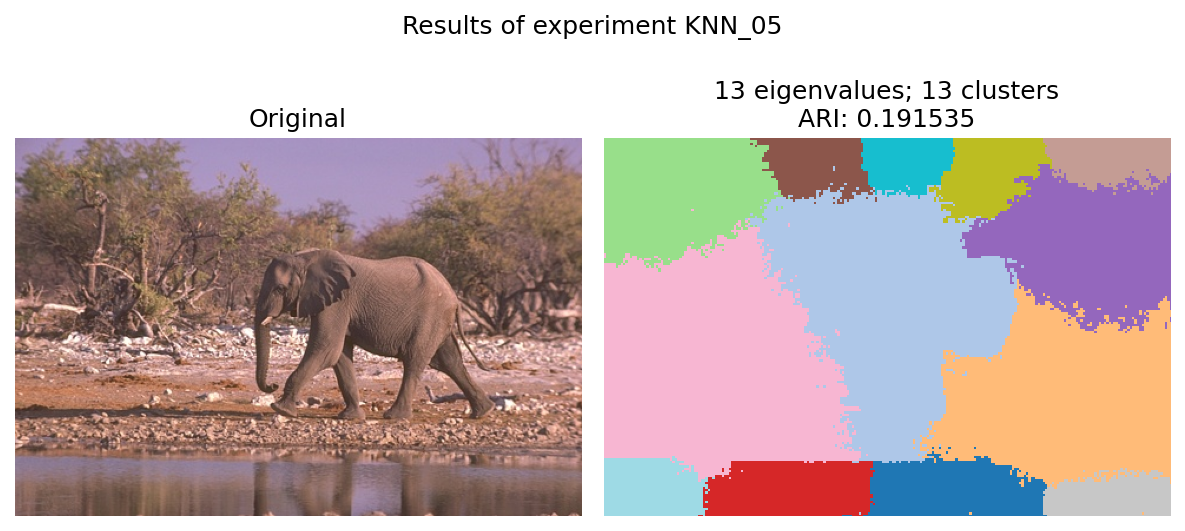 Results of experiment KNN_05
Original
13 eigenvalues; 13 clusters
ARI: 0.191535